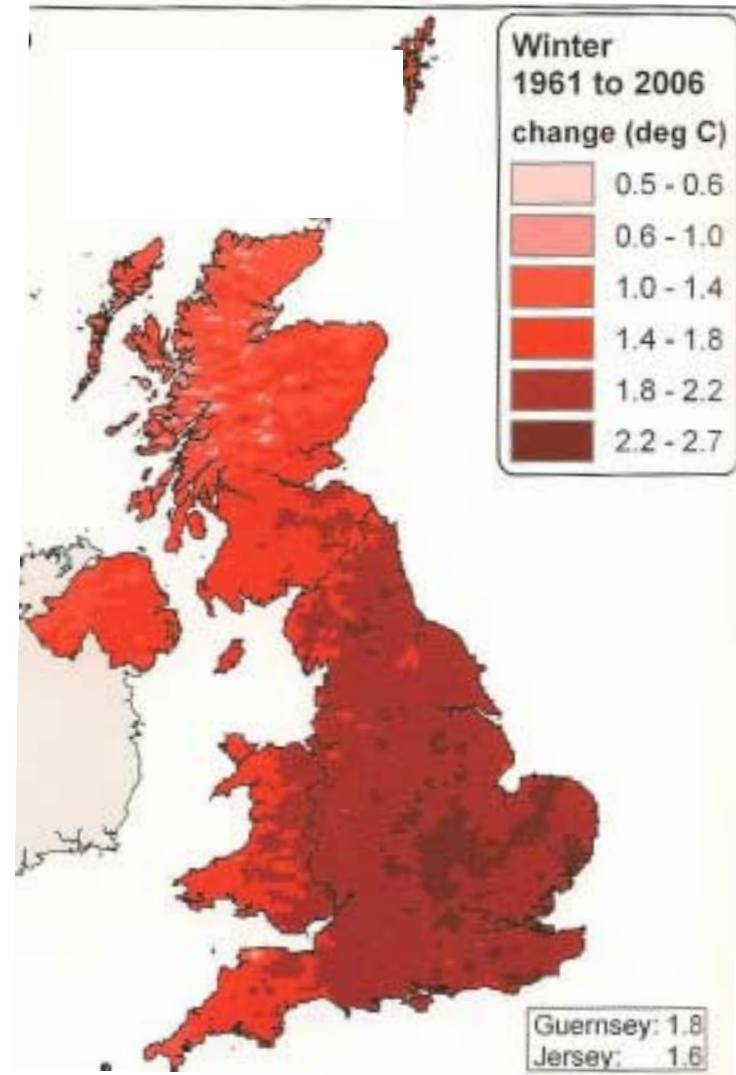 Winter
1961 to 2006
change (deg C)
0.5 - 0.6
0.6 - 1.0
1.0 - 1.4
1.4 - 1.8
1.8 - 2.2
2.2 - 2.7
Guernsey: 1.8
Jersey: 1.6